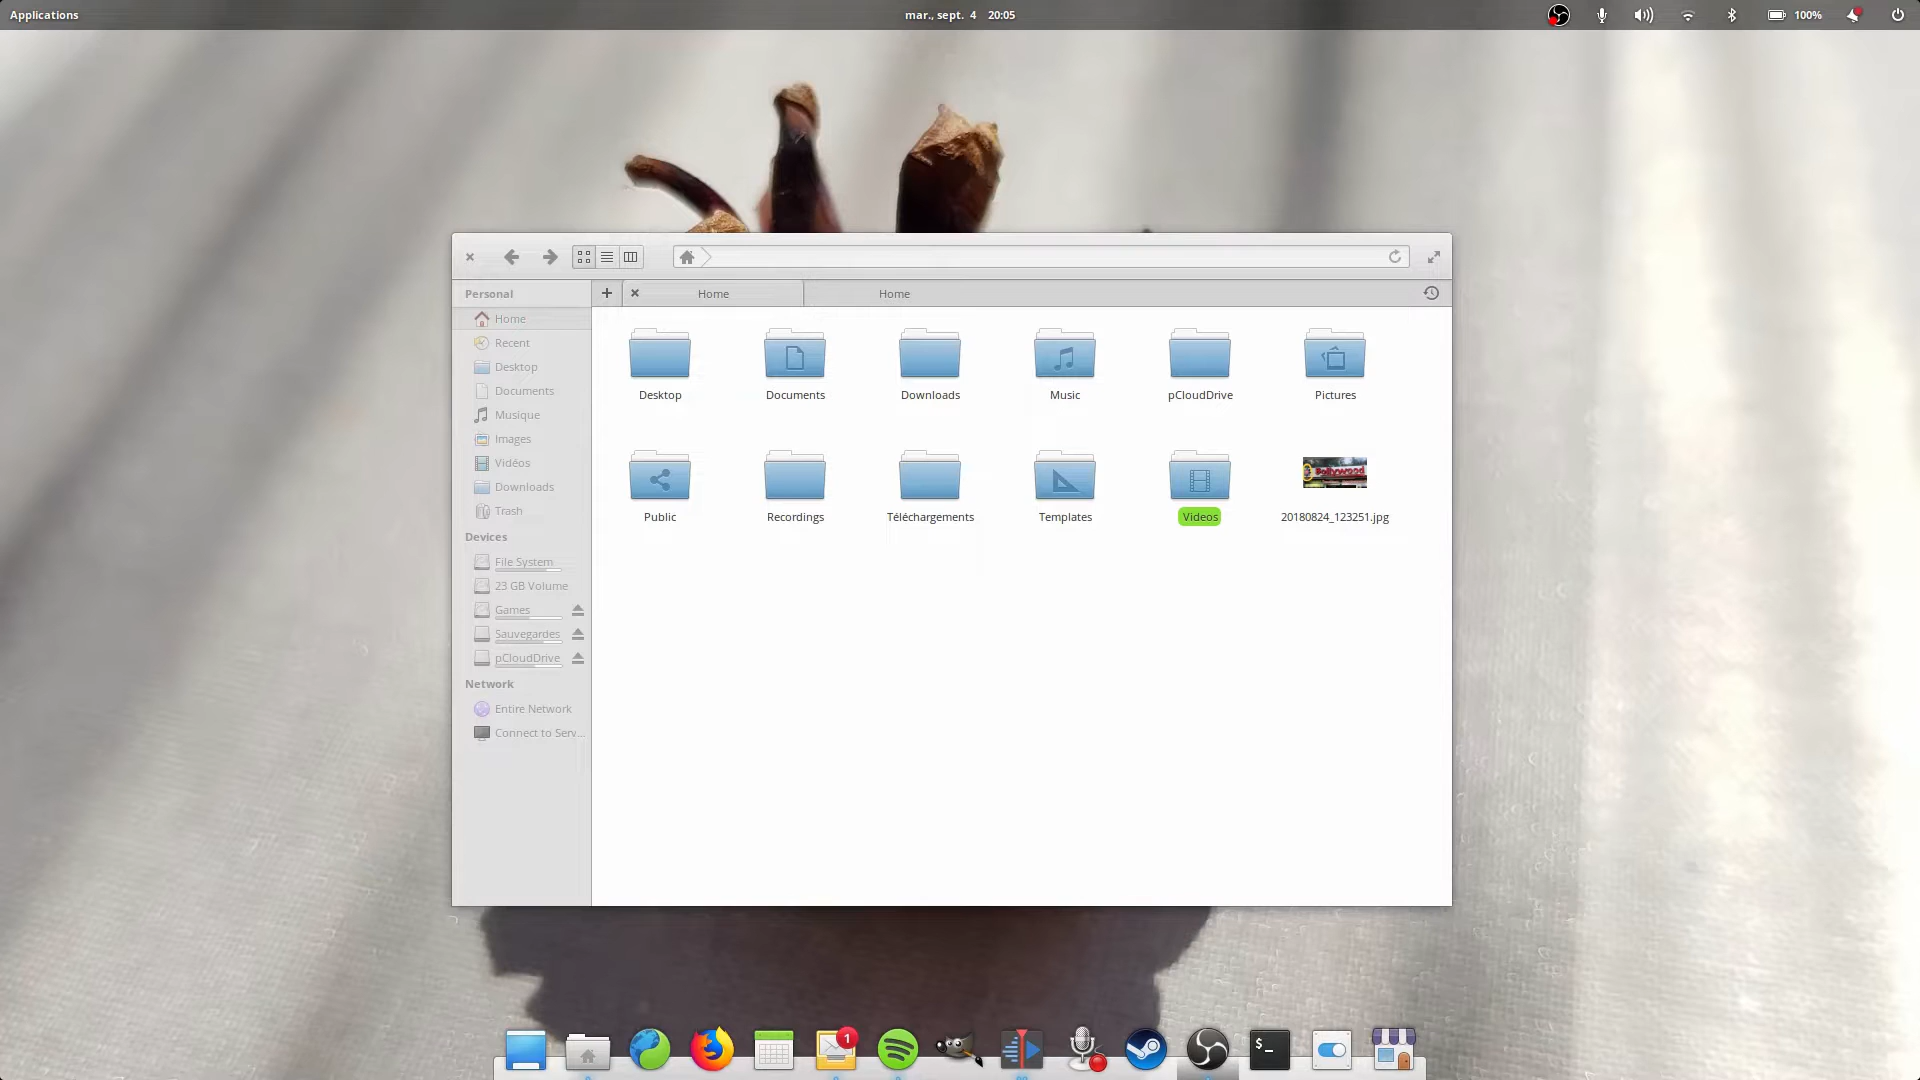 Applications
mar., sept. 4 20:05
100%
Personal
Home
Home
Home
Recent
Desktop
Documents
Musique
Images
Vidéos
Downloads
Trash
Devices
File System
23 GB Volume
Games
Sauvegardes
pCloudDrive
Network
Entire Network
Connect to Serv...
Desktop
Documents
Downloads
Music
pCloudDrive
Pictures
Public
Recordings
Téléchargements
Templates
Videos
20180824_123251.jpg
Bollywood
1
$_